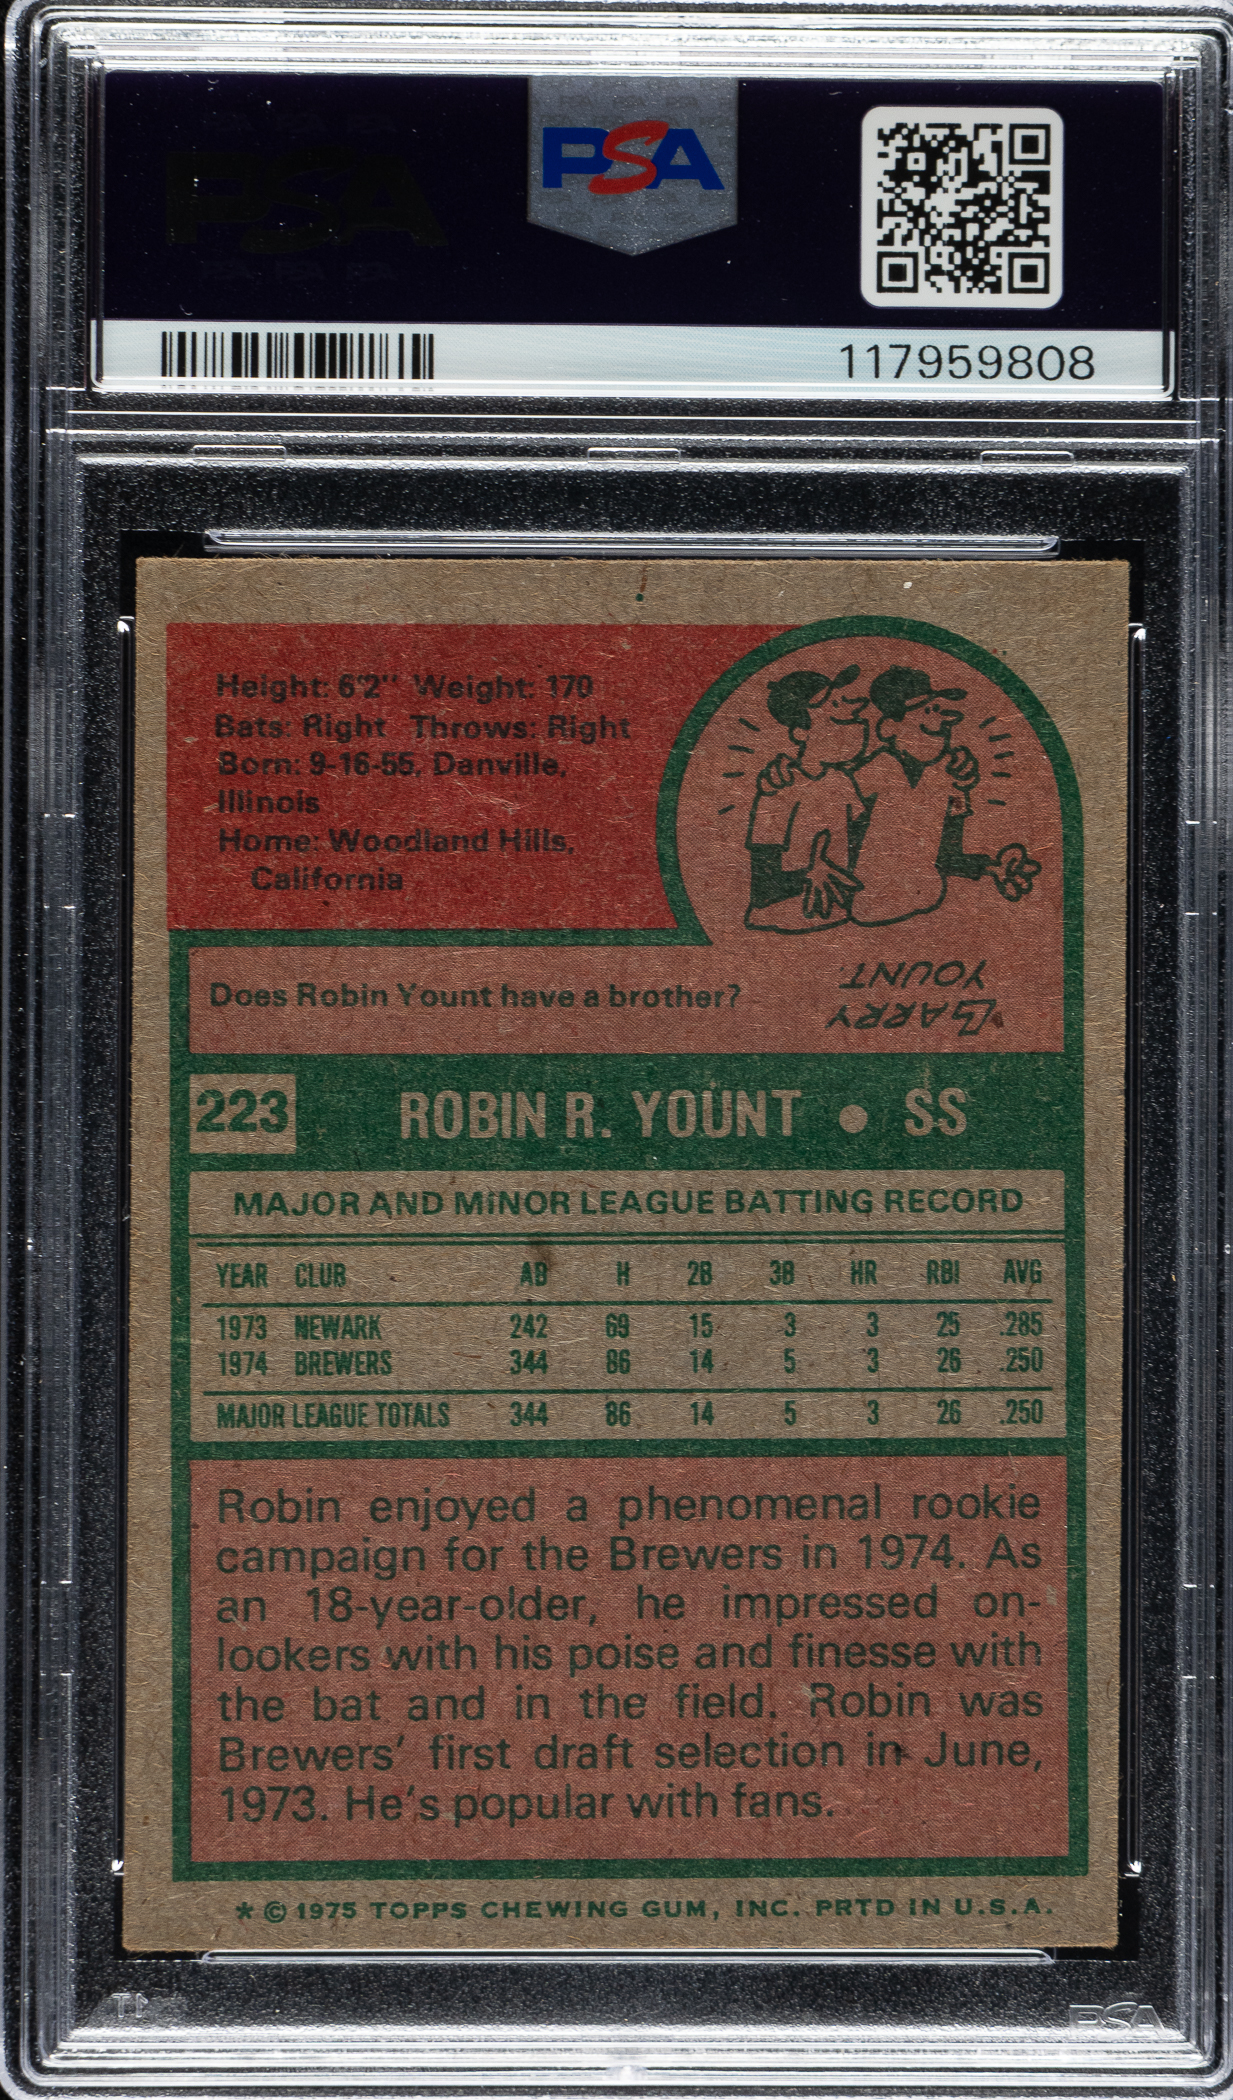 PSA
PSA
117959808
Height: 6'2" Weight: 170
Bats: Right Throws: Right
Born: 9-16-55, Danville,
Illinois
Home: Woodland Hills,
California
Does Robin Yount have a brother?
LARRY
YOUNT.
223 ROBIN R. YOUNT • SS
MAJOR AND MINOR LEAGUE BATTING RECORD
YEAR CLUB AB H 2B 3B HR RBI AVG
1973 NEWARK 242 69 15 3 3 25 .285
1974 BREWERS 344 86 14 5 3 26 .250
MAJOR LEAGUE TOTALS 344 86 14 5 3 26 .250
Robin enjoyed a phenomenal rookie
campaign for the Brewers in 1974. As
an 18-year-older, he impressed on-
lookers with his poise and finesse with
the bat and in the field. Robin was
Brewers' first draft selection in June,
1973. He's popular with fans.
* © 1975 TOPPS CHEWING GUM, INC. PRTD IN U.S.A.
PSA